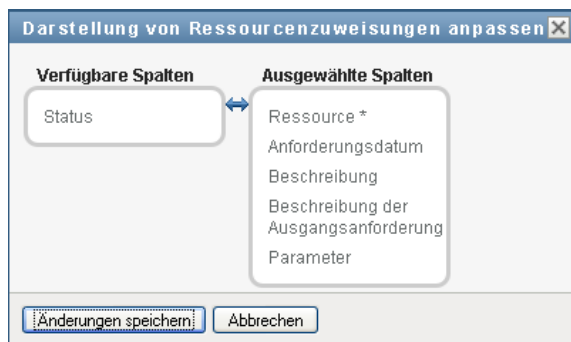 Darstellung von Ressourcenzuweisungen anpassen
Verfügbare Spalten
Status
Ausgewählte Spalten
Ressource *
Anforderungsdatum
Beschreibung
Beschreibung der
Ausgangsanforderung
Parameter
Änderungen speichern
Abbrechen